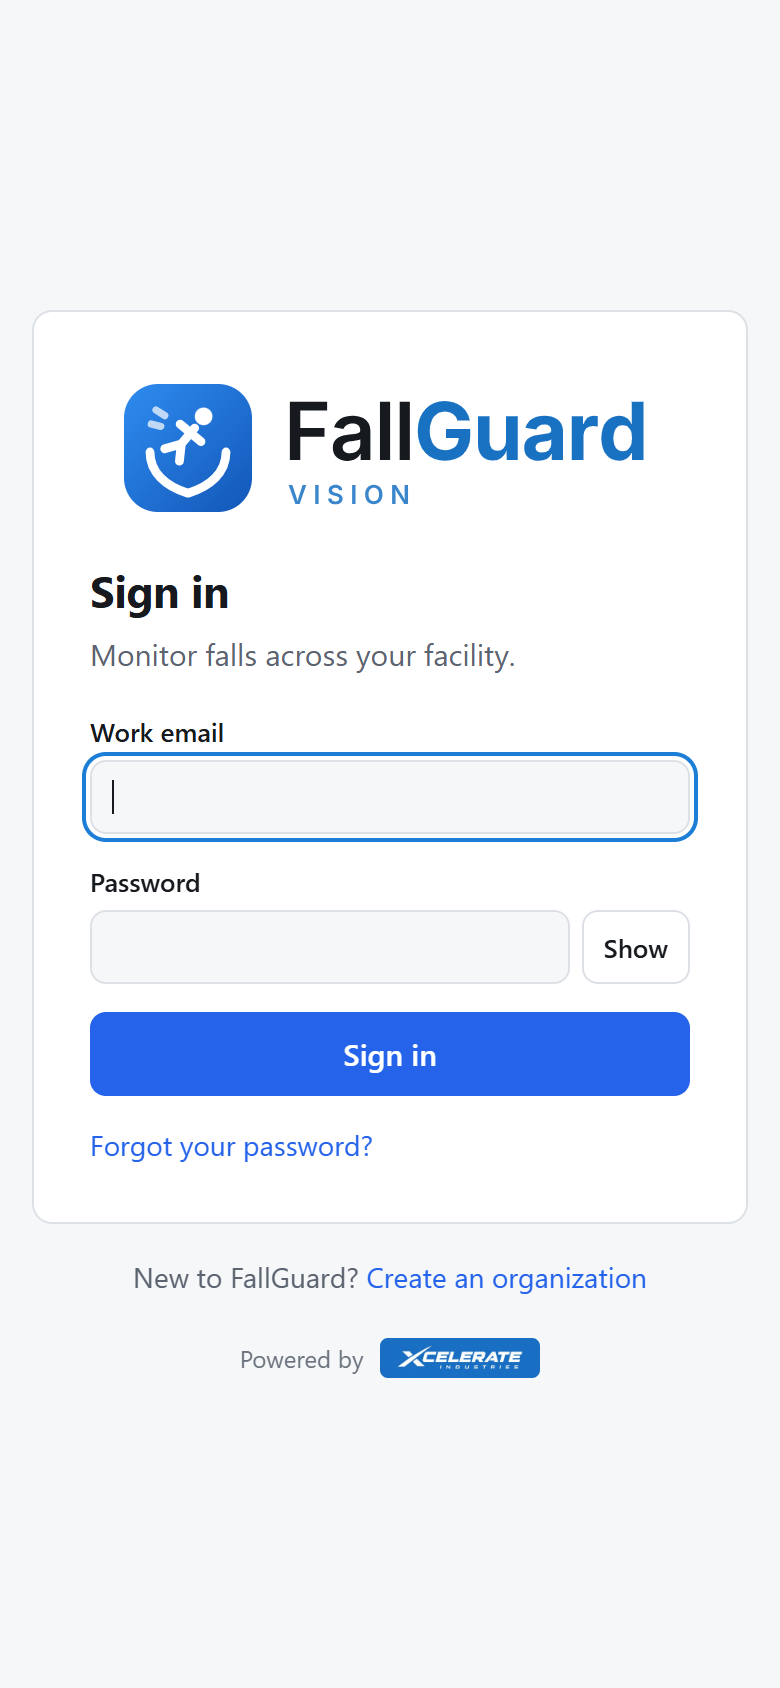 FallGuard
VISION
Sign in
Monitor falls across your facility.
Work email
Password
Show
Sign in
Forgot your password?
New to FallGuard? Create an organization
Powered by XCELERATE
INDUSTRIES